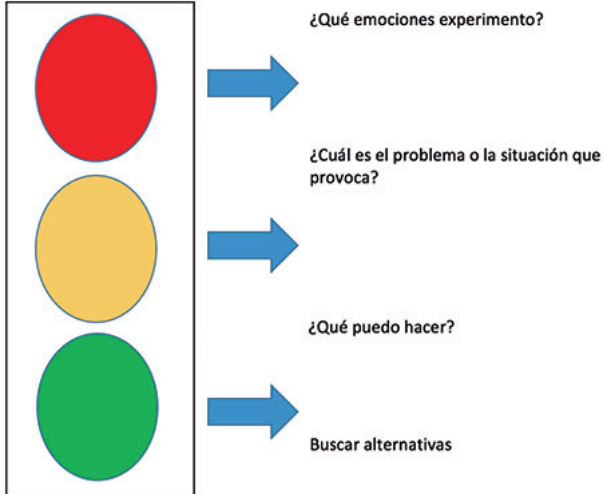 ¿Qué emociones experimento?
¿Cuál es el problema o la situación que
provoca?
¿Qué puedo hacer?
Buscar alternativas